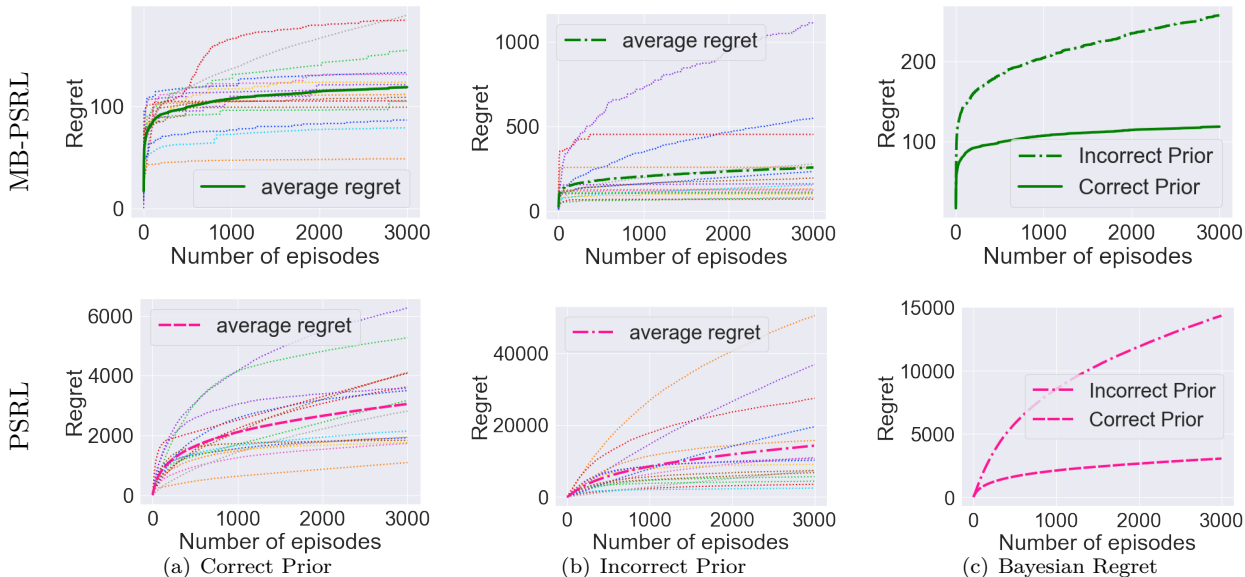 MB-PSRL
Regret
100
0
average regret
0
1000
2000
3000
Number of episodes
Regret
1000
500
0
average regret
0
1000
2000
3000
Number of episodes
Regret
200
100
Incorrect Prior
Correct Prior
0
1000
2000
3000
Number of episodes
PSRL
Regret
6000
4000
2000
0
average regret
0
1000
2000
3000
Number of episodes
(a) Correct Prior
Regret
40000
20000
0
average regret
0
1000
2000
3000
Number of episodes
(b) Incorrect Prior
Regret
15000
10000
5000
0
Incorrect Prior
Correct Prior
0
1000
2000
3000
Number of episodes
(c) Bayesian Regret